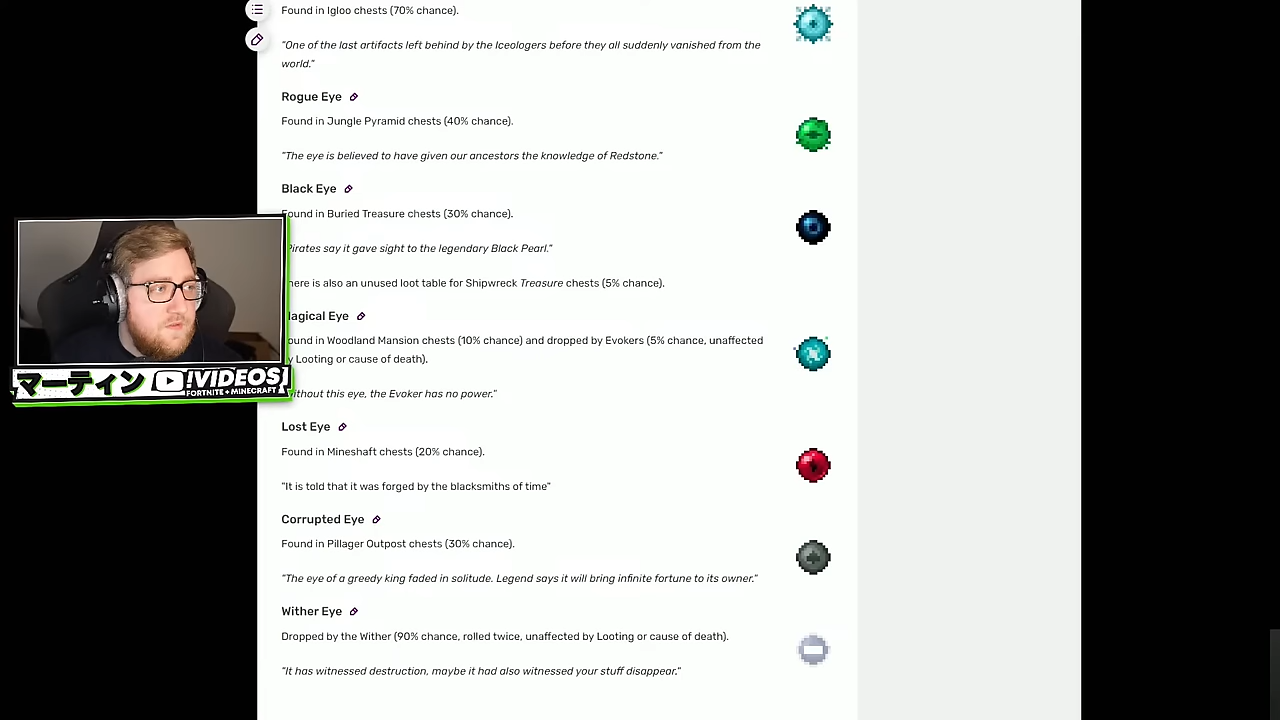 Found in Igloo chests (70% chance).
"One of the last artifacts left behind by the Iceologers before they all suddenly vanished from the
world."
Rogue Eye
Found in Jungle Pyramid chests (40% chance).
"The eye is believed to have given our ancestors the knowledge of Redstone."
Black Eye
Found in Buried Treasure chests (30% chance).
Pirates say it gave sight to the legendary Black Pearl."
here is also an unused loot table for Shipwreck Treasure chests (5% chance).
agical Eye
ound in Woodland Mansion chests (10% chance) and dropped by Evokers (5% chance, unaffected
y Looting or cause of death).
ithout this eye, the Evoker has no power."
マーティン
!VIDEOS
FORTNITE + MINECRAFT
Lost Eye
Found in Mineshaft chests (20% chance).
"It is told that it was forged by the blacksmiths of time"
Corrupted Eye
Found in Pillager Outpost chests (30% chance).
"The eye of a greedy king faded in solitude. Legend says it will bring infinite fortune to its owner."
Wither Eye
Dropped by the Wither (90% chance, rolled twice, unaffected by Looting or cause of death).
"It has witnessed destruction, maybe it had also witnessed your stuff disappear."